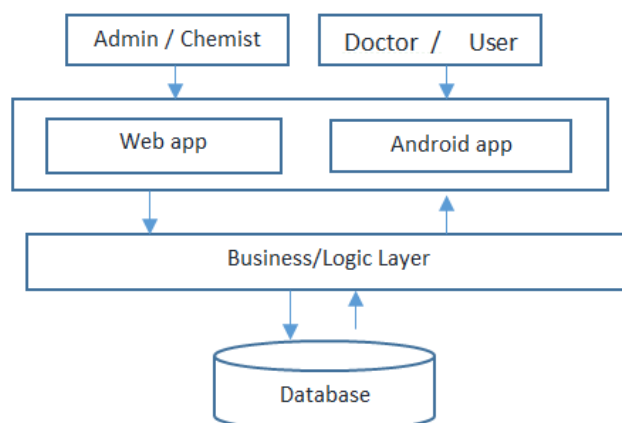 Admin / Chemist
Doctor / User
Web app
Android app
Business/Logic Layer
Database